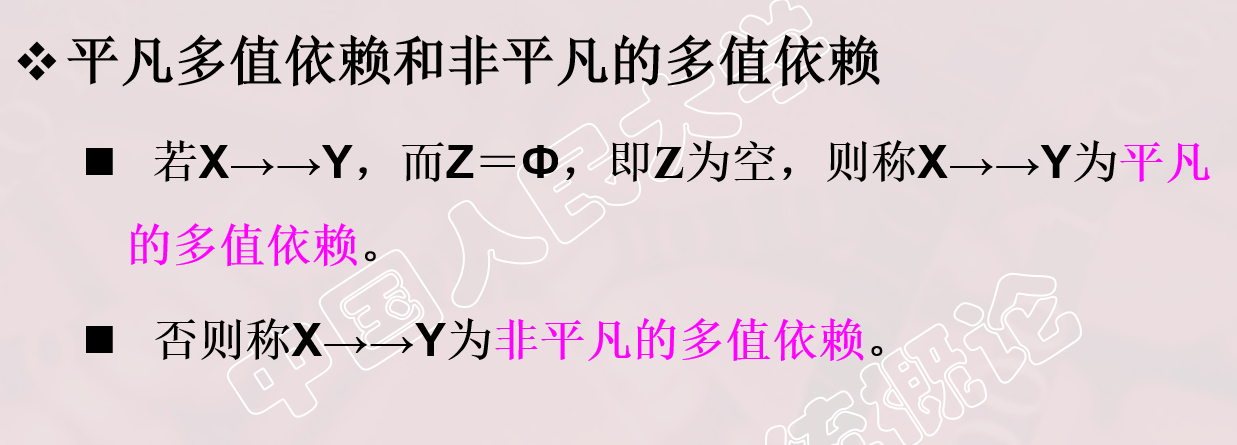 ❖平凡多值依赖和非平凡的多值依赖
■ 若X→→Y，而Z＝Φ，即Z为空，则称X→→Y为平凡
的多值依赖。
■ 否则称X→→Y为非平凡的多值依赖。
中国人民大学
概论